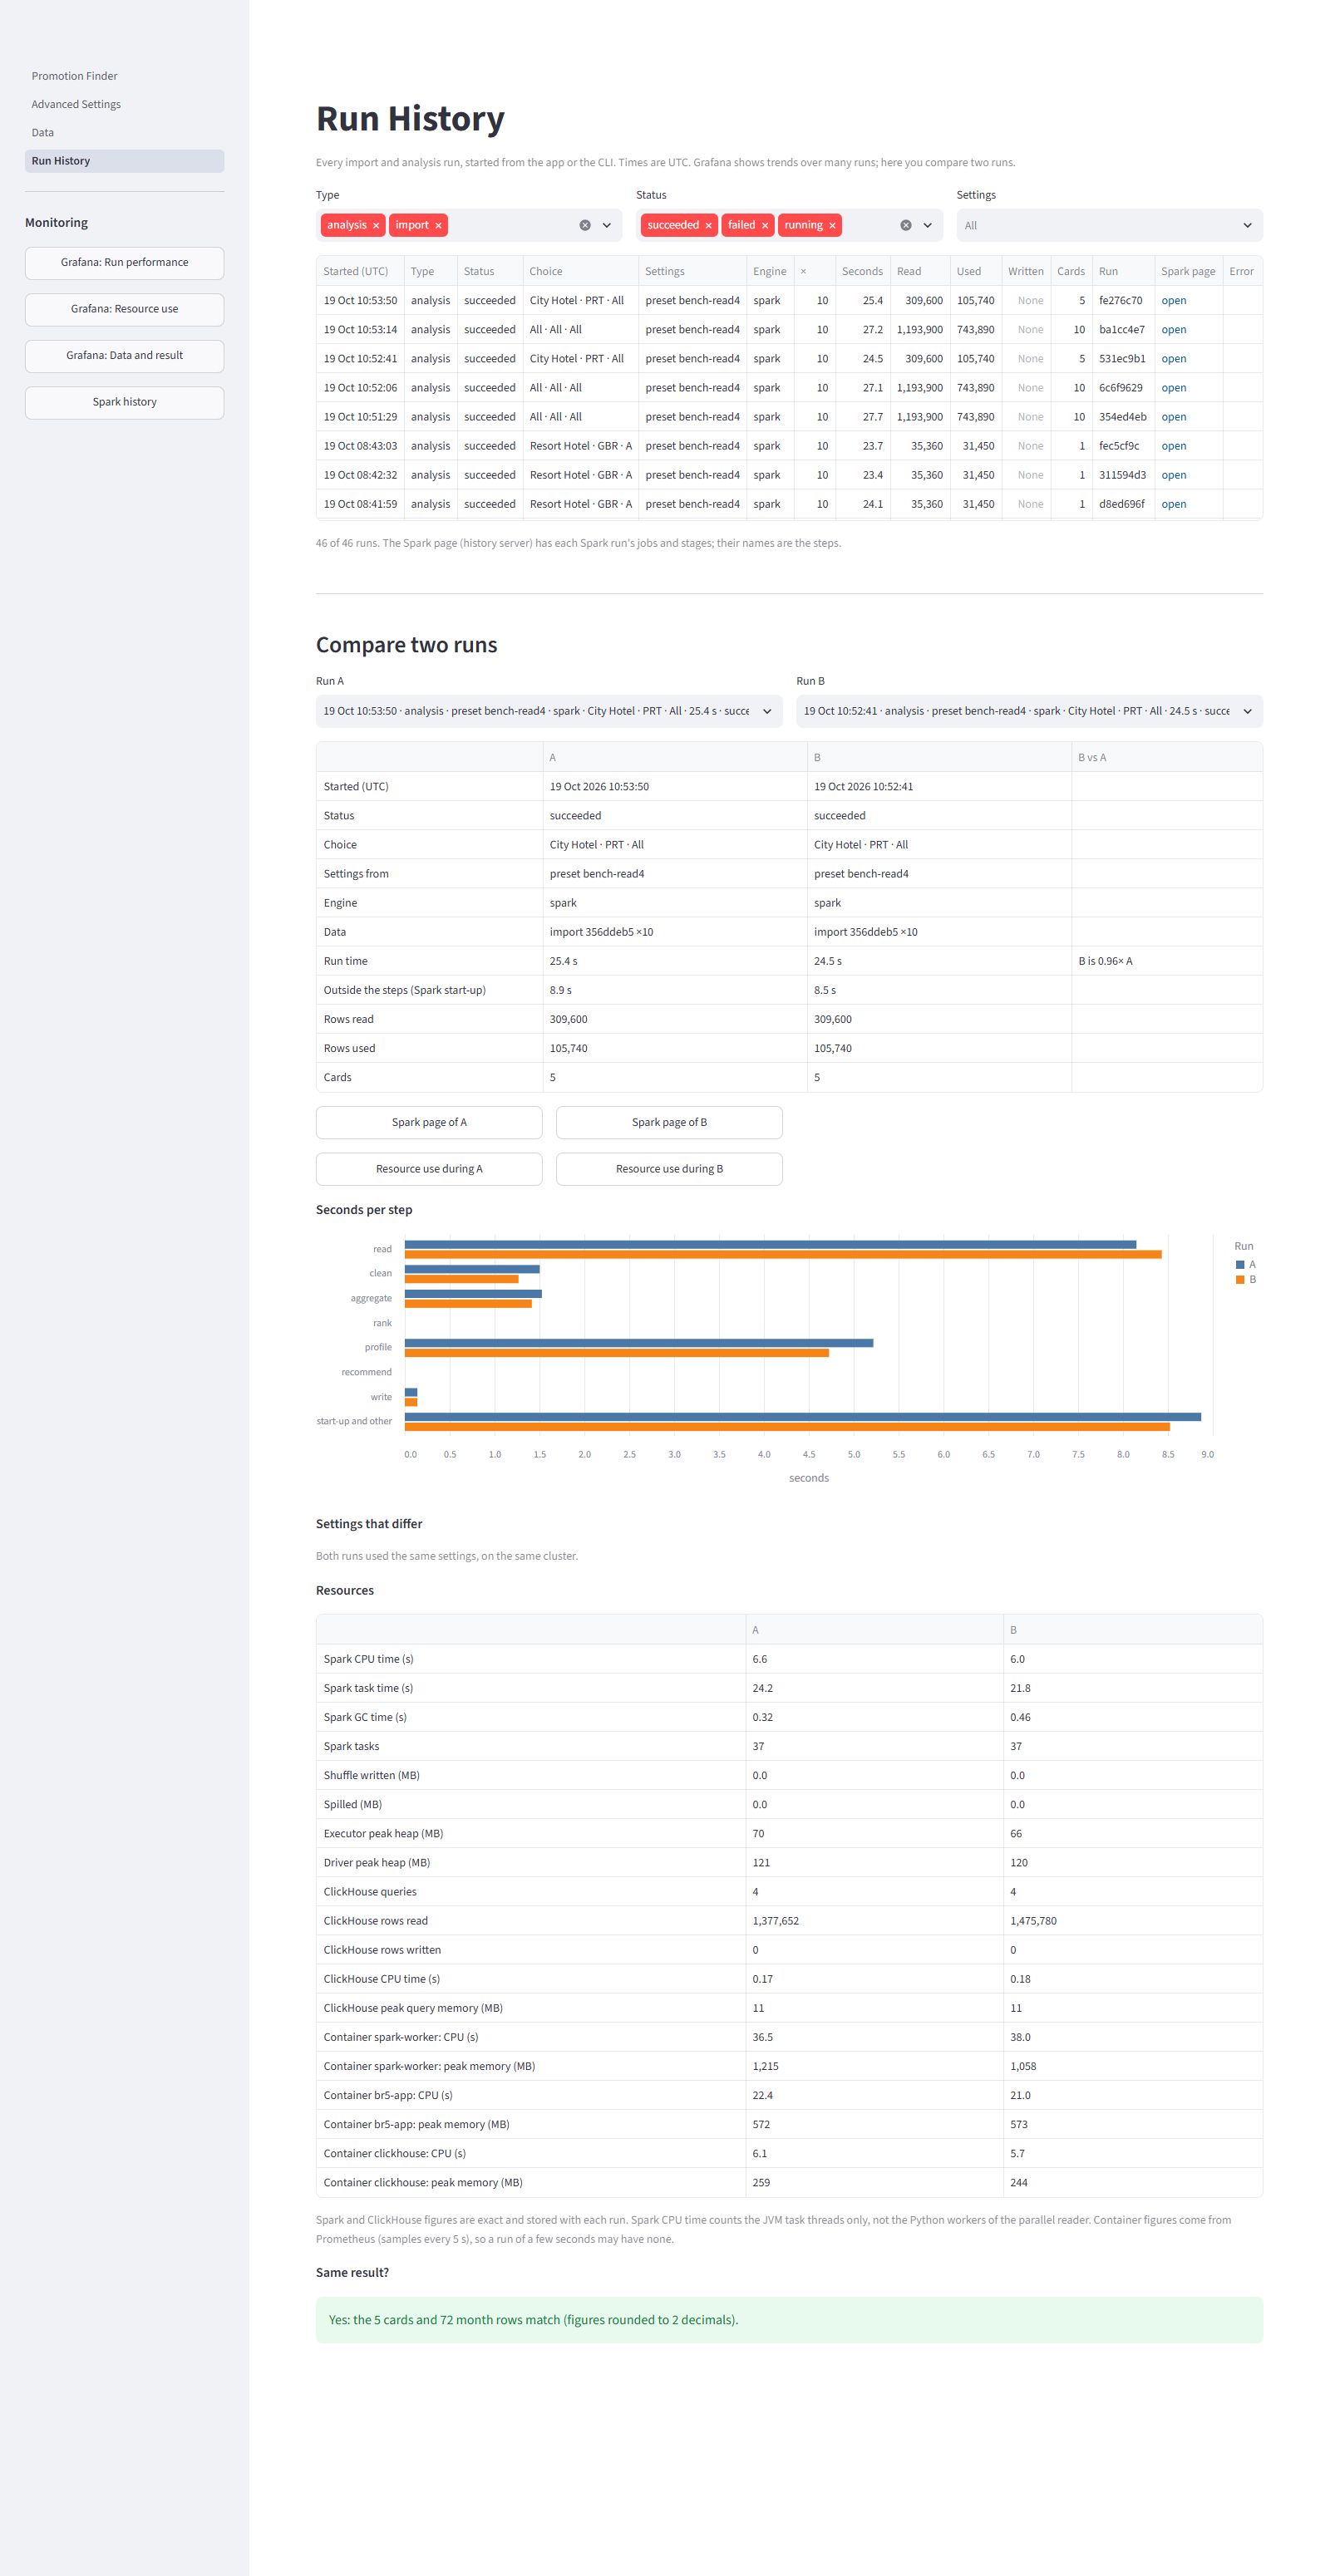 Promotion Finder
Advanced Settings
Data
Run History
Monitoring
Grafana: Run performance
Grafana: Resource use
Grafana: Data and result
Spark history
Run History
Every import and analysis run, started from the app or the CLI. Times are UTC. Grafana shows trends over many runs; here you compare two runs.
Type Status Settings
analysis × import × succeeded × failed × running × All
Started (UTC) Type Status Choice Settings Engine × Seconds Read Used Written Cards Run Spark page Error
19 Oct 10:53:50 analysis succeeded City Hotel · PRT · All preset bench-read4 spark 10 25.4 309,600 105,740 None 5 fe276c70 open
19 Oct 10:53:14 analysis succeeded All · All · All preset bench-read4 spark 10 27.2 1,193,900 743,890 None 10 ba1cc4e7 open
19 Oct 10:52:41 analysis succeeded City Hotel · PRT · All preset bench-read4 spark 10 24.5 309,600 105,740 None 5 531ec9b1 open
19 Oct 10:52:06 analysis succeeded All · All · All preset bench-read4 spark 10 27.1 1,193,900 743,890 None 10 6c6f9629 open
19 Oct 10:51:29 analysis succeeded All · All · All preset bench-read4 spark 10 27.7 1,193,900 743,890 None 10 354ed4eb open
19 Oct 08:43:03 analysis succeeded Resort Hotel · GBR · A preset bench-read4 spark 10 23.7 35,360 31,450 None 1 fec5cf9c open
19 Oct 08:42:32 analysis succeeded Resort Hotel · GBR · A preset bench-read4 spark 10 23.4 35,360 31,450 None 1 311594d3 open
19 Oct 08:41:59 analysis succeeded Resort Hotel · GBR · A preset bench-read4 spark 10 24.1 35,360 31,450 None 1 d8ed696f open
46 of 46 runs. The Spark page (history server) has each Spark run's jobs and stages; their names are the steps.
Compare two runs
Run A Run B
19 Oct 10:53:50 · analysis · preset bench-read4 · spark · City Hotel · PRT · All · 25.4 s · succe 19 Oct 10:52:41 · analysis · preset bench-read4 · spark · City Hotel · PRT · All · 24.5 s · succe
A B B vs A
Started (UTC) 19 Oct 2026 10:53:50 19 Oct 2026 10:52:41
Status succeeded succeeded
Choice City Hotel · PRT · All City Hotel · PRT · All
Settings from preset bench-read4 preset bench-read4
Engine spark spark
Data import 356ddeb5 ×10 import 356ddeb5 ×10
Run time 25.4 s 24.5 s B is 0.96× A
Outside the steps (Spark start-up) 8.9 s 8.5 s
Rows read 309,600 309,600
Rows used 105,740 105,740
Cards 5 5
Spark page of A Spark page of B
Resource use during A Resource use during B
Seconds per step
Run
A
B
read
clean
aggregate
rank
profile
recommend
write
start-up and other
0.0 0.5 1.0 1.5 2.0 2.5 3.0 3.5 4.0 4.5 5.0 5.5 6.0 6.5 7.0 7.5 8.0 8.5 9.0
seconds
Settings that differ
Both runs used the same settings, on the same cluster.
Resources
A B
Spark CPU time (s) 6.6 6.0
Spark task time (s) 24.2 21.8
Spark GC time (s) 0.32 0.46
Spark tasks 37 37
Shuffle written (MB) 0.0 0.0
Spilled (MB) 0.0 0.0
Executor peak heap (MB) 70 66
Driver peak heap (MB) 121 120
ClickHouse queries 4 4
ClickHouse rows read 1,377,652 1,475,780
ClickHouse rows written 0 0
ClickHouse CPU time (s) 0.17 0.18
ClickHouse peak query memory (MB) 11 11
Container spark-worker: CPU (s) 36.5 38.0
Container spark-worker: peak memory (MB) 1,215 1,058
Container br5-app: CPU (s) 22.4 21.0
Container br5-app: peak memory (MB) 572 573
Container clickhouse: CPU (s) 6.1 5.7
Container clickhouse: peak memory (MB) 259 244
Spark and ClickHouse figures are exact and stored with each run. Spark CPU time counts the JVM task threads only, not the Python workers of the parallel reader. Container figures come from
Prometheus (samples every 5 s), so a run of a few seconds may have none.
Same result?
Yes: the 5 cards and 72 month rows match (figures rounded to 2 decimals).